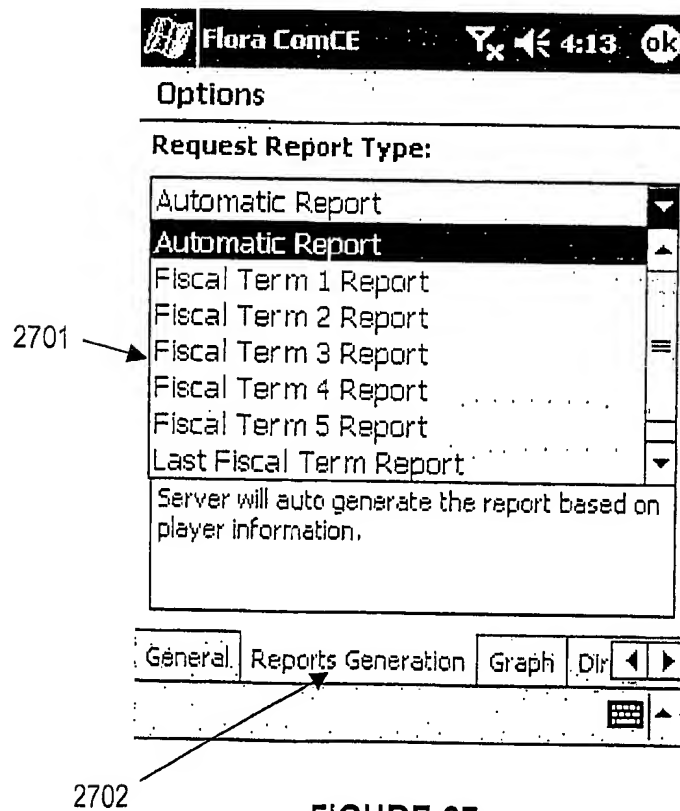 Flora ComCE 4:13 ok
Options
Request Report Type:
Automatic Report
Automatic Report
Fiscal Term 1 Report
Fiscal Term 2 Report
2701
Fiscal Term 3 Report
Fiscal Term 4 Report
Fiscal Term 5 Report
Last Fiscal Term Report
Server will auto generate the report based on
player information.
General Reports Generation Graph Dir
2702